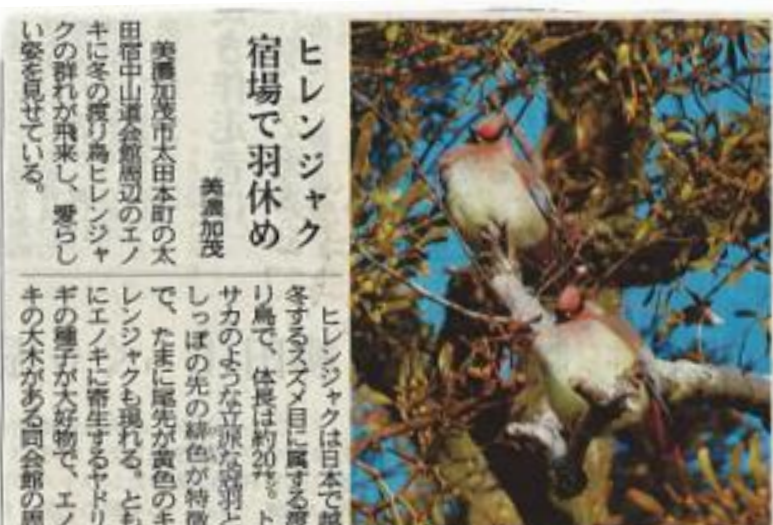 ヒレンジャク
宿場で羽休め
美濃加茂
美濃加茂市太田本町の太
田宿中山道会館周辺のエノ
キに冬の渡り鳥ヒレンジャ
クの群れが飛来し、愛らし
い姿を見せている。
ヒレンジャクは日本で越
冬するスズメ目に属する渡
り鳥で、体長は約20㌢。ト
サカのような立派な冠羽と
しっぽの先の緋色が特徴
で、たまに尾先が黄色のキ
レンジャクも現れる。とも
にエノキに寄生するヤドリ
ギの種子が大好物で、エノ
キの大木がある同会館の周